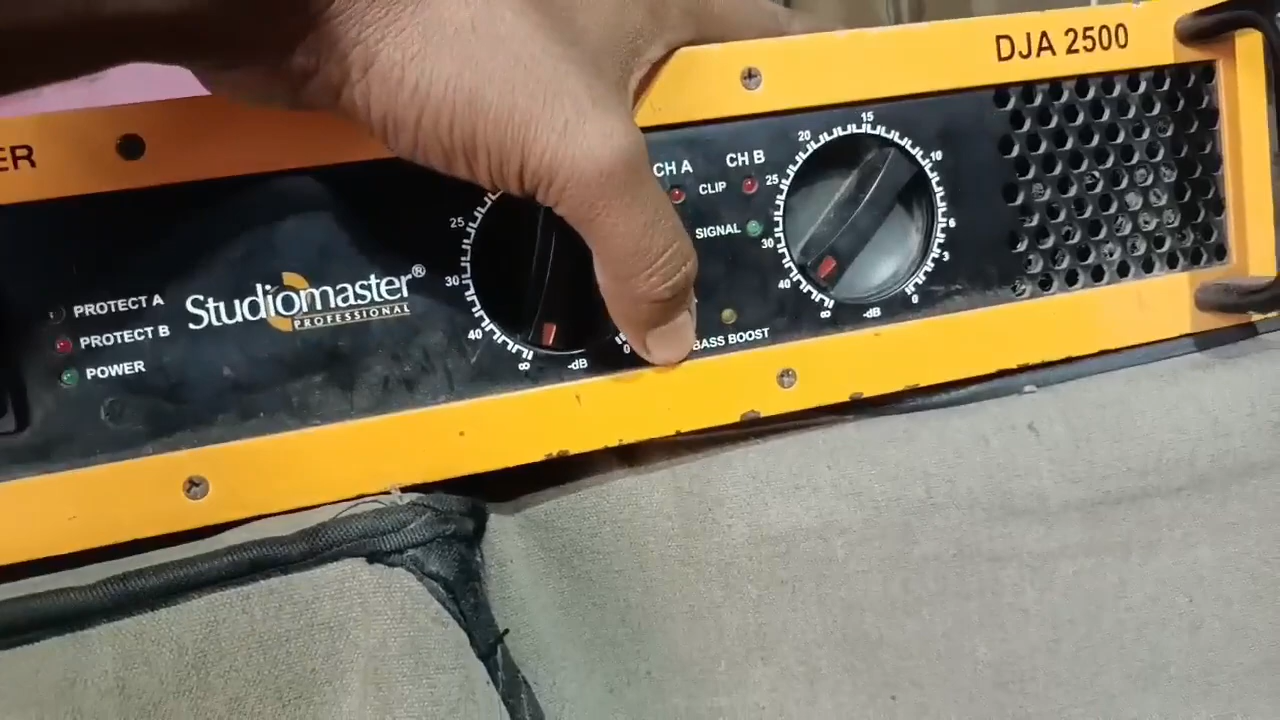 DJA 2500
ER
PROTECT A
PROTECT B
POWER
Studiomaster®
PROFESSIONAL
25
30
40
∞
-dB
0
CH A
CH B
CLIP
SIGNAL
BASS BOOST
15
20
10
25
6
30
3
40
0
∞
-dB